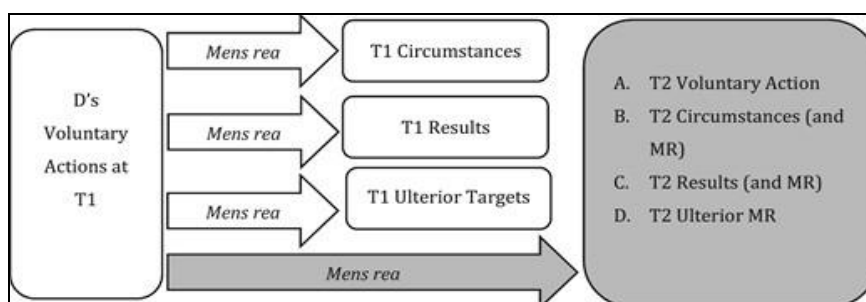 D's
Voluntary
Actions at
T1
Mens rea
T1 Circumstances
Mens rea
T1 Results
Mens rea
T1 Ulterior Targets
Mens rea
A. T2 Voluntary Action
B. T2 Circumstances (and
MR)
C. T2 Results (and MR)
D. T2 Ulterior MR